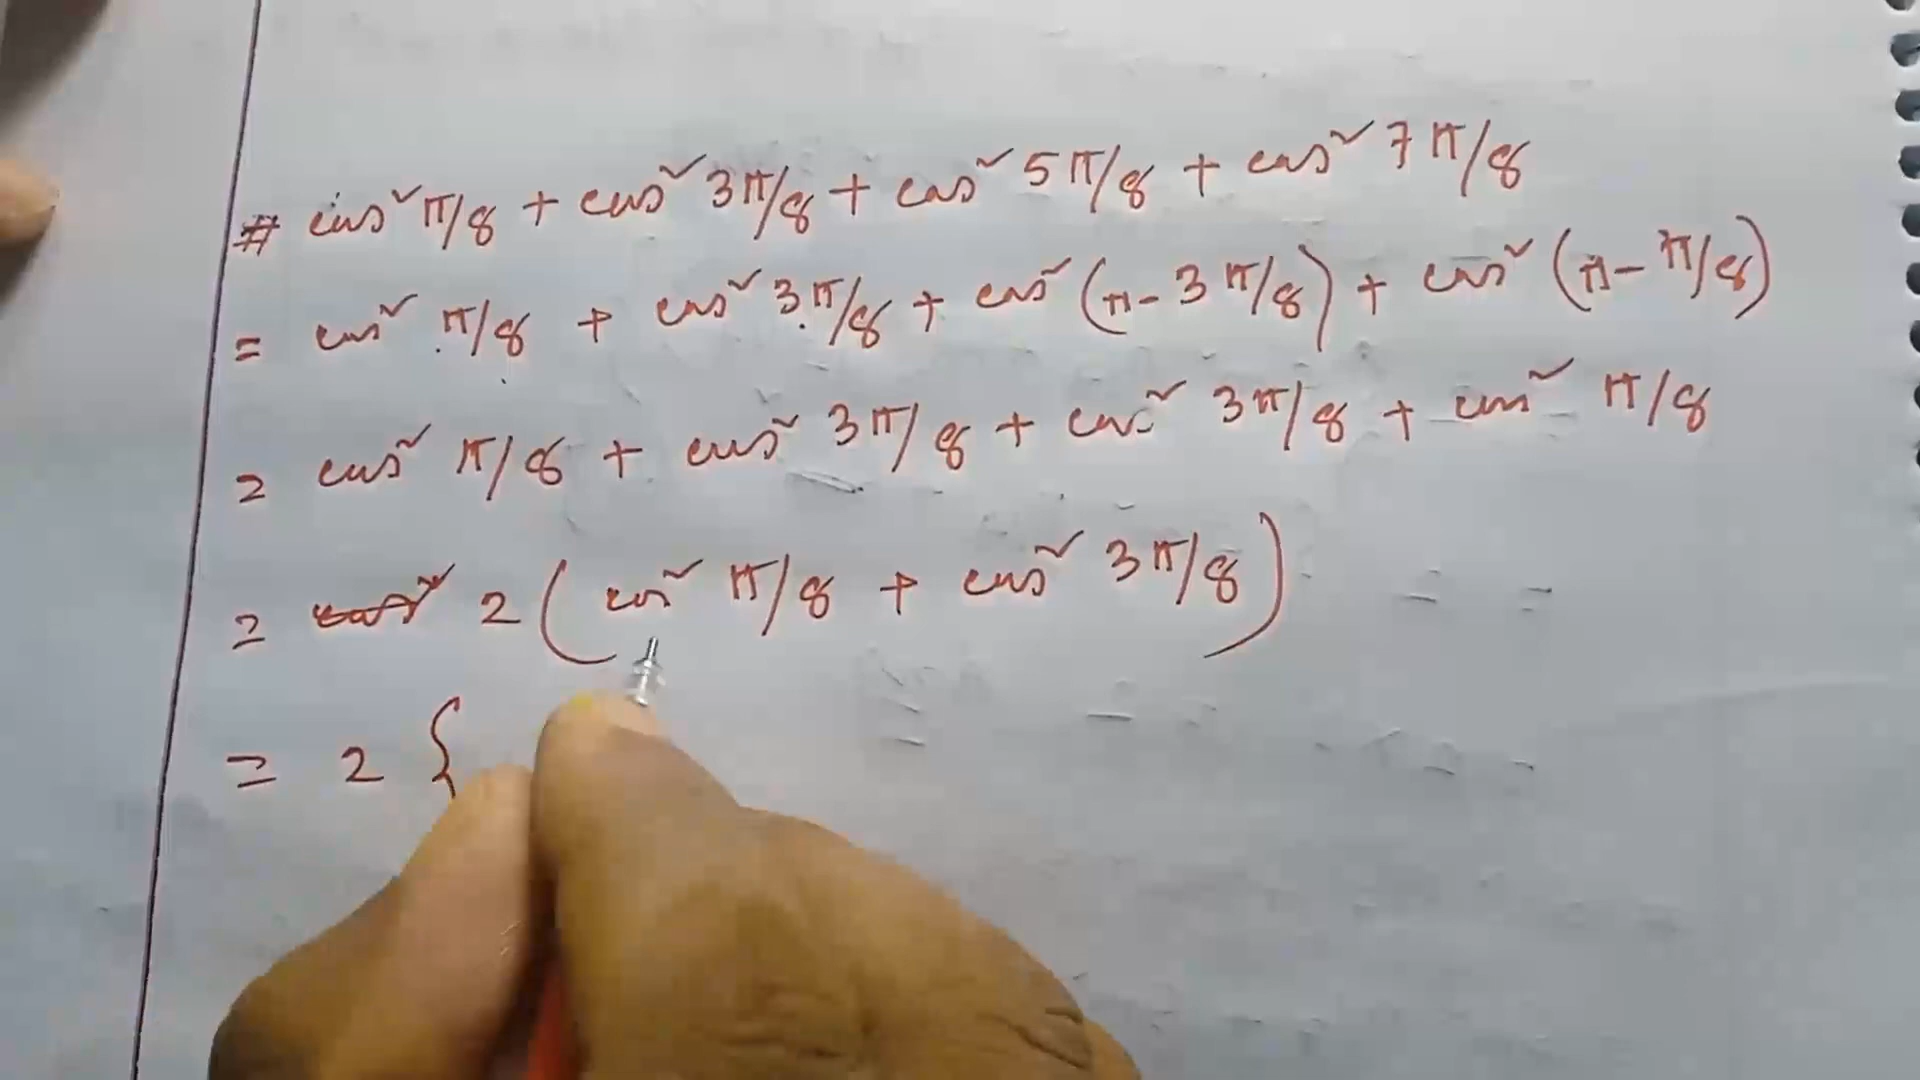 # cos² π/8 + cos² 3π/8 + cos² 5π/8 + cos² 7π/8
= cos² π/8 + cos² 3π/8 + cos² (π - 3π/8) + cos² (π - π/8)
= cos² π/8 + cos² 3π/8 + cos² 3π/8 + cos² π/8
= 2 ( cos² π/8 + cos² 3π/8 )
= 2 {